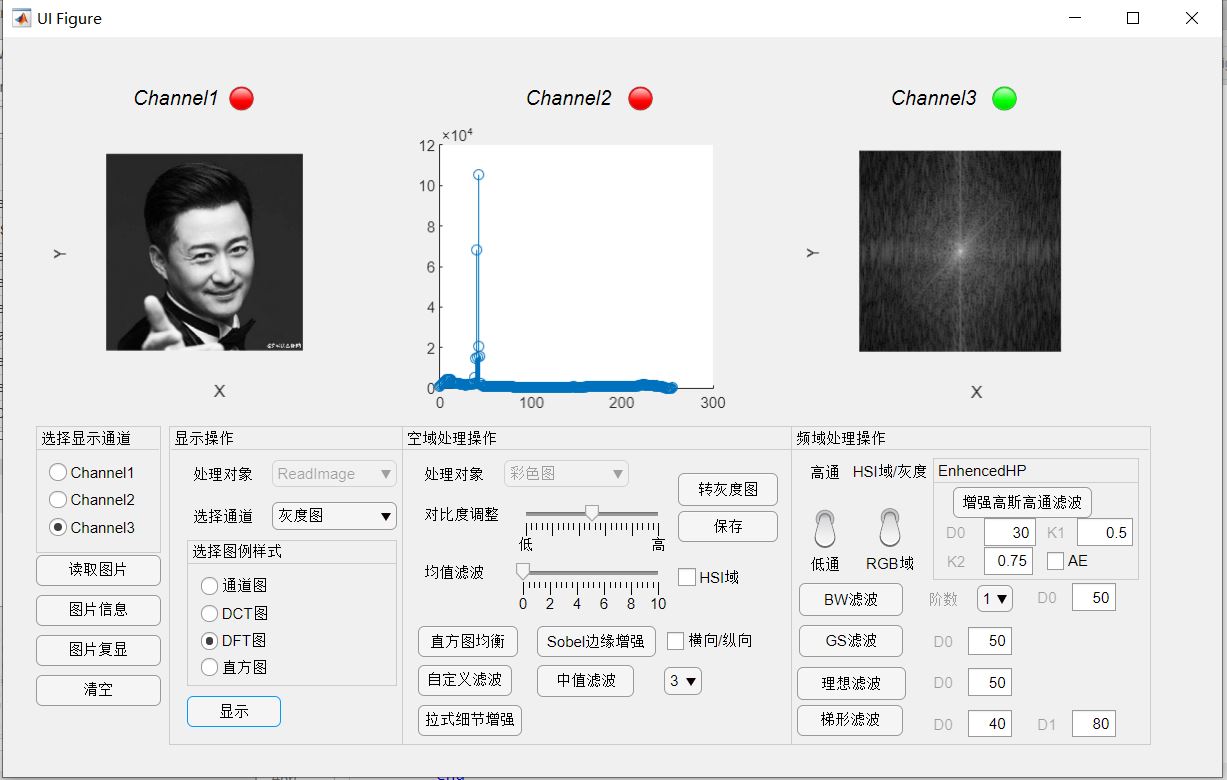 UI Figure
Channel1
Channel2
Channel3
×10⁴
12
10
8
6
4
2
0
0 100 200 300
Y
X
Y
X
选择显示通道
Channel1
Channel2
Channel3
读取图片
图片信息
图片复显
清空
显示操作
处理对象 ReadImage
选择通道 灰度图
选择图例样式
通道图
DCT图
DFT图
直方图
显示
空域处理操作
处理对象 彩色图
转灰度图
对比度调整
低 高
保存
均值滤波
0 2 4 6 8 10
HSI域
直方图均衡 Sobel边缘增强 横向/纵向
自定义滤波 中值滤波 3
拉式细节增强
频域处理操作
高通 HSI域/灰度
低通 RGB域
EnhencedHP
增强高斯高通滤波
D0 30 K1 0.5
K2 0.75 AE
BW滤波 阶数 1 D0 50
GS滤波 D0 50
理想滤波 D0 50
梯形滤波 D0 40 D1 80
end